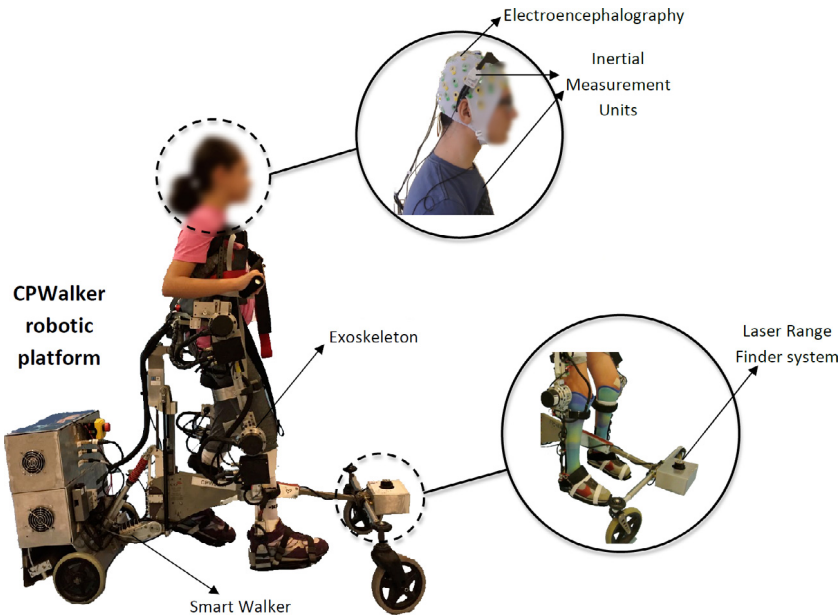 Electroencephalography
Inertial
Measurement
Units
CPWalker
robotic
platform
Exoskeleton
Laser Range
Finder system
Smart Walker